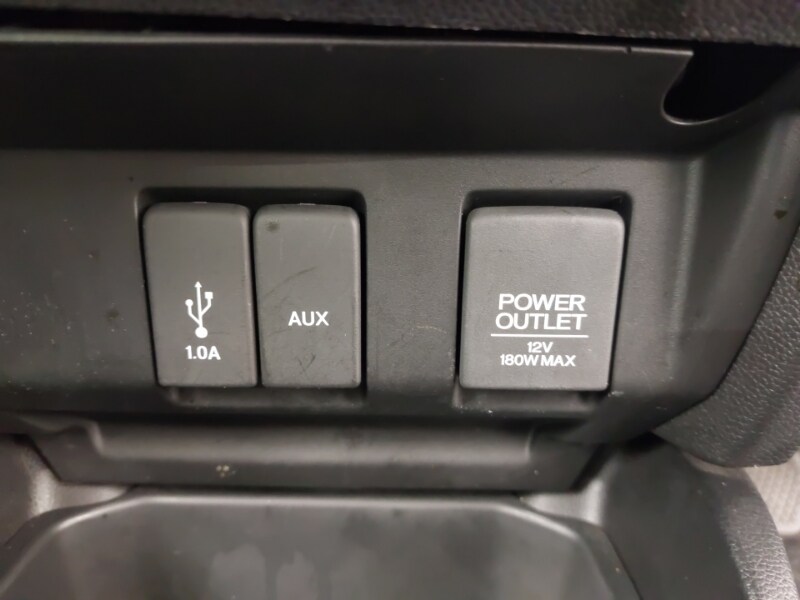 1.0A
AUX
POWER
OUTLET
12V
180W MAX